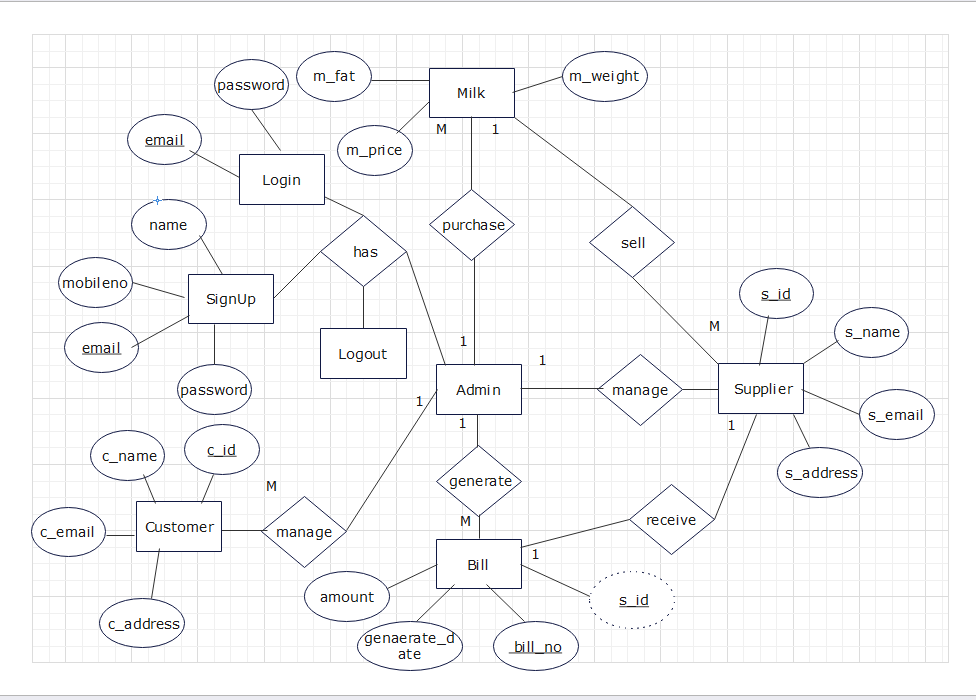 m_fat
Milk
m_weight
password
M
1
email
m_price
Login
name
purchase
sell
has
mobileno
SignUp
s_id
M
s_name
email
1
Logout
1
password
Admin
manage
Supplier
1
s_email
1
1
c_name
c_id
s_address
M
generate
M
receive
c_email
Customer
manage
1
Bill
amount
s_id
c_address
genaerate_d
ate
bill_no